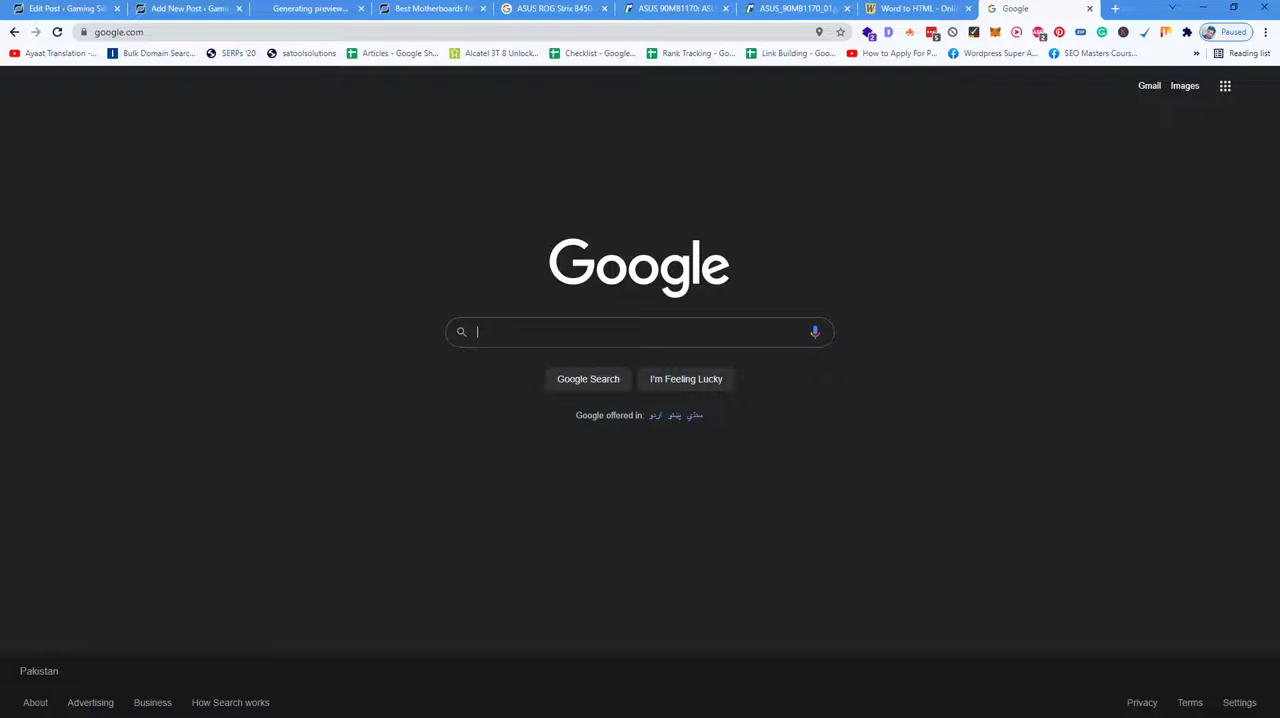 Edit Post ‹ Gaming Sili
Add New Post ‹ Gami
Generating preview...
Best Motherboards fo
ASUS ROG Strix B450
ASUS 90MB1170: ASU
ASUS_90MB1170_01
Word to HTML - Onli
Google
google.com
Paused
Ayaat Translation -...
Bulk Domain Searc...
SERPs '20
satoolsolutions
Articles - Google Sh...
Alcatel 3T 8 Unlock...
Checklist - Google...
Rank Tracking - Go...
Link Building - Goo...
How to Apply For P...
Wordpress Super A...
SEO Masters Cours...
»
Reading list
Gmail Images
Google
Google Search I'm Feeling Lucky
Google offered in: اردو پښتو سنڌي
Pakistan
About Advertising Business How Search works Privacy Terms Settings